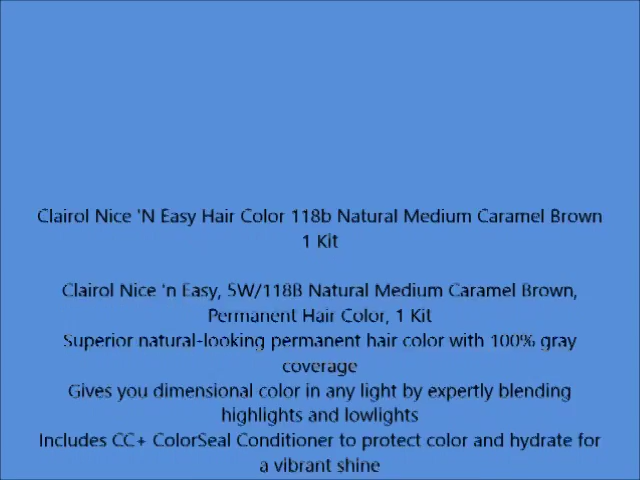 Clairol Nice 'N Easy Hair Color 118b Natural Medium Caramel Brown
1 Kit
Clairol Nice 'n Easy, 5W/118B Natural Medium Caramel Brown,
Permanent Hair Color, 1 Kit
Superior natural-looking permanent hair color with 100% gray
coverage
Gives you dimensional color in any light by expertly blending
highlights and lowlights
Includes CC+ ColorSeal Conditioner to protect color and hydrate for
a vibrant shine